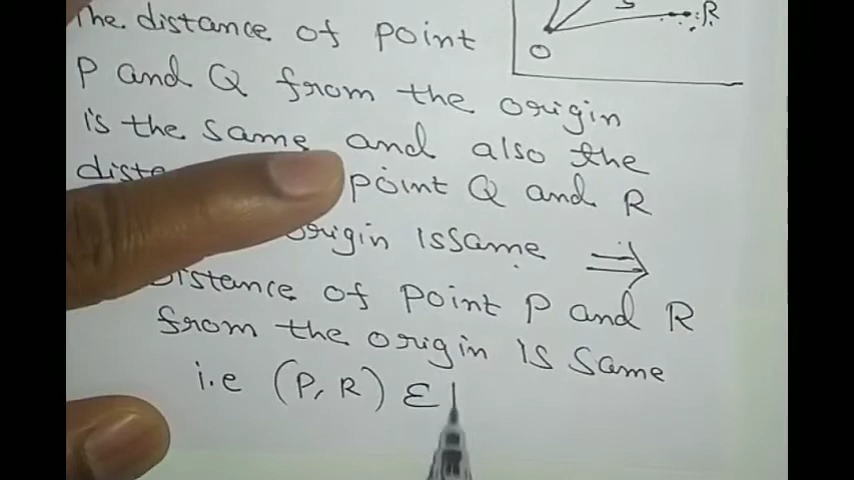 The distance of point
P and Q from the origin
is the same and also the
point Q and R
origin is same ⇒
Distance of point P and R
from the origin is same
i.e (P, R) ε
S
R
O